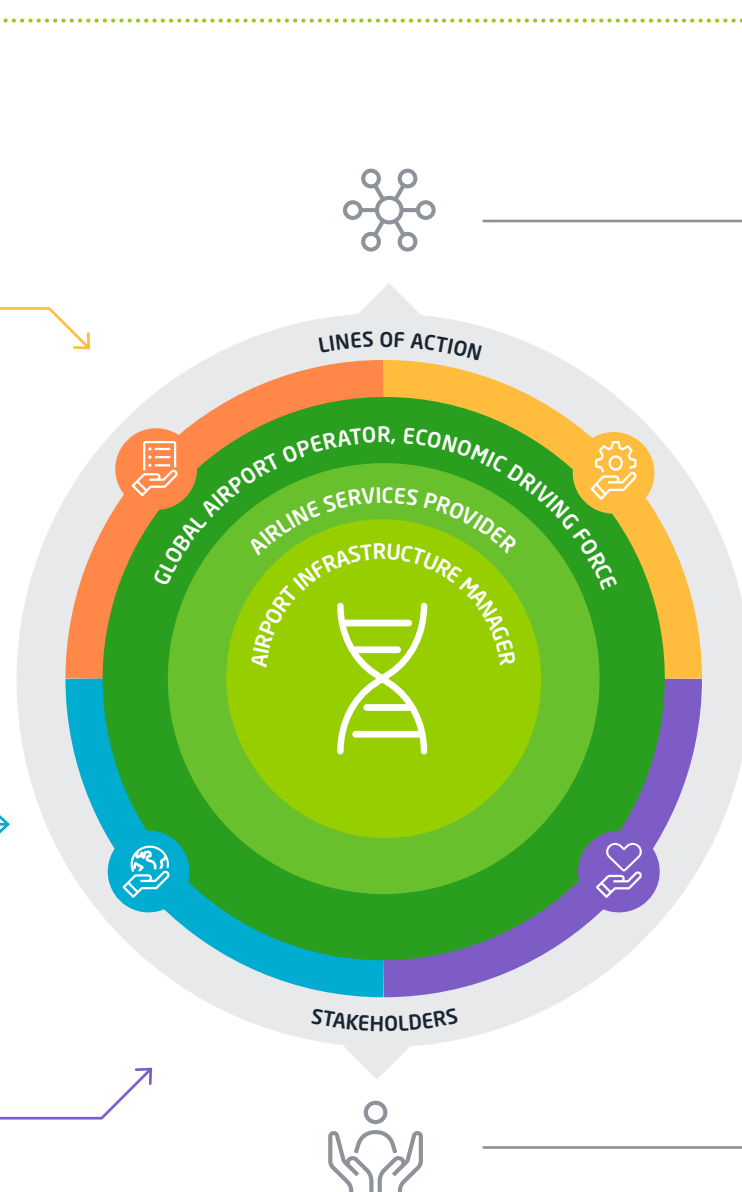 LINES OF ACTION
GLOBAL AIRPORT OPERATOR, ECONOMIC DRIVING FORCE
AIRLINE SERVICES PROVIDER
AIRPORT INFRASTRUCTURE MANAGER
STAKEHOLDERS